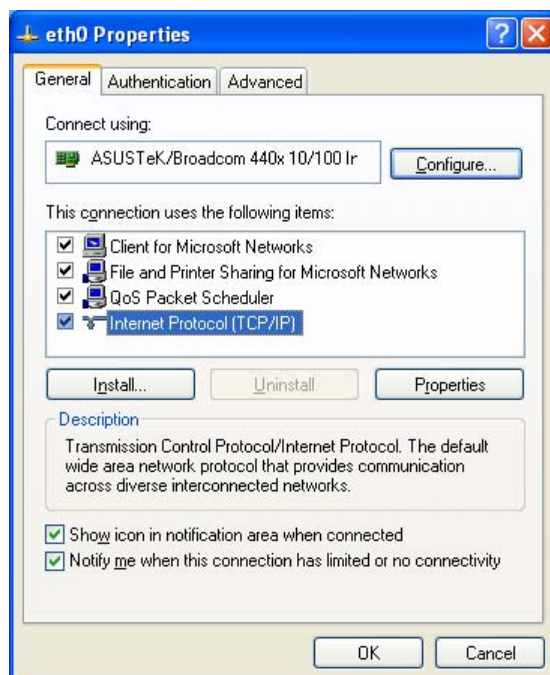 eth0 Properties
General Authentication Advanced
Connect using:
ASUSTeK/Broadcom 440x 10/100 Ir
Configure...
This connection uses the following items:
Client for Microsoft Networks
File and Printer Sharing for Microsoft Networks
QoS Packet Scheduler
Internet Protocol (TCP/IP)
Install... Uninstall Properties
Description
Transmission Control Protocol/Internet Protocol. The default
wide area network protocol that provides communication
across diverse interconnected networks.
Show icon in notification area when connected
Notify me when this connection has limited or no connectivity
OK Cancel